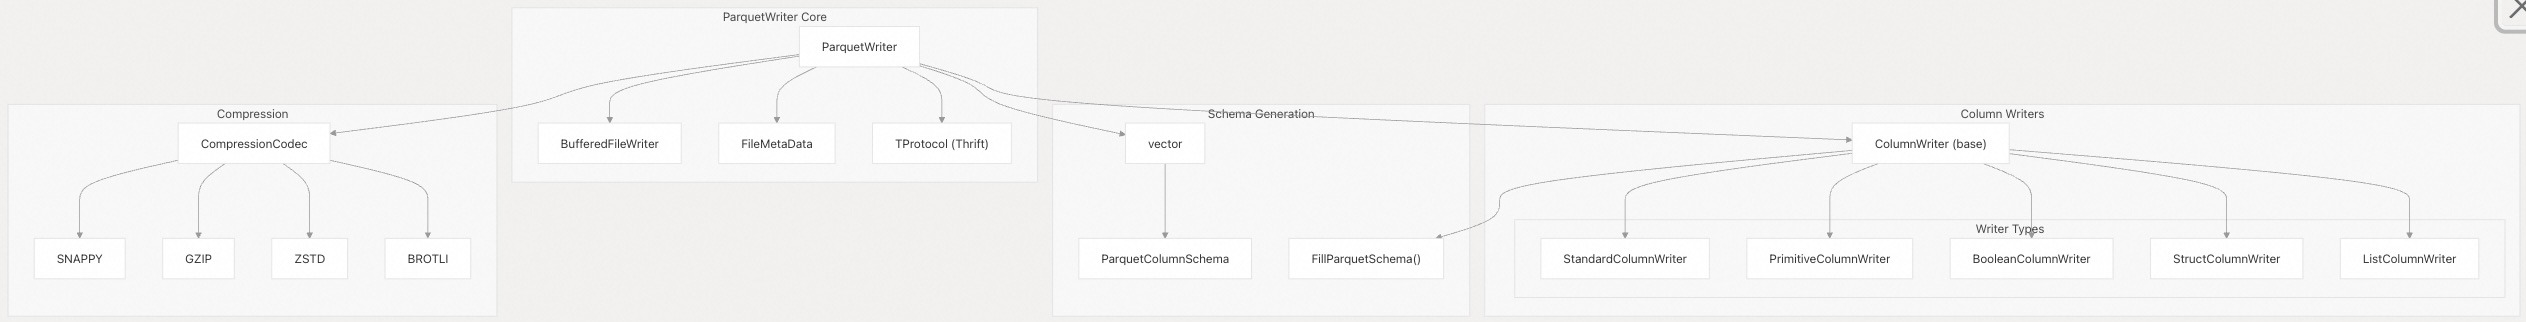 ParquetWriter Core
ParquetWriter
Compression
Schema Generation
Column Writers
CompressionCodec
BufferedFileWriter
FileMetaData
TProtocol (Thrift)
vector
ColumnWriter (base)
Writer Types
SNAPPY
GZIP
ZSTD
BROTLI
ParquetColumnSchema
FillParquetSchema()
StandardColumnWriter
PrimitiveColumnWriter
BooleanColumnWriter
StructColumnWriter
ListColumnWriter